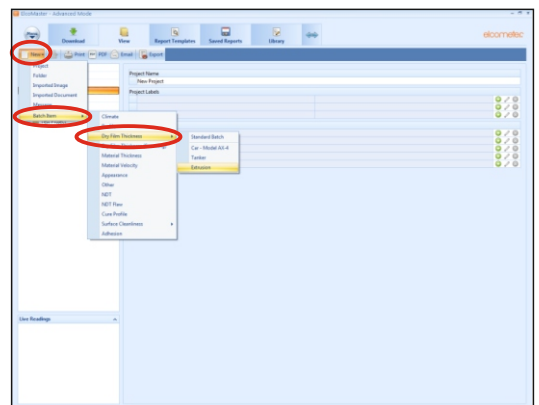 ElcoMaster - Advanced Mode
Download
View
Report Templates
Saved Reports
Library
elcometer
New
Print
PDF
Email
Export
Project
Folder
Imported Image
Imported Document
Batch Item
Project Name
New Project
Project Labels
Climate
Dry Film Thickness
Material Thickness
Material Velocity
Appearance
Other
NDT
NDT Flaw
Cure Profile
Surface Cleanliness
Adhesion
Standard Batch
Car - Model AX-4
Tanker
Extrusion
Live Readings